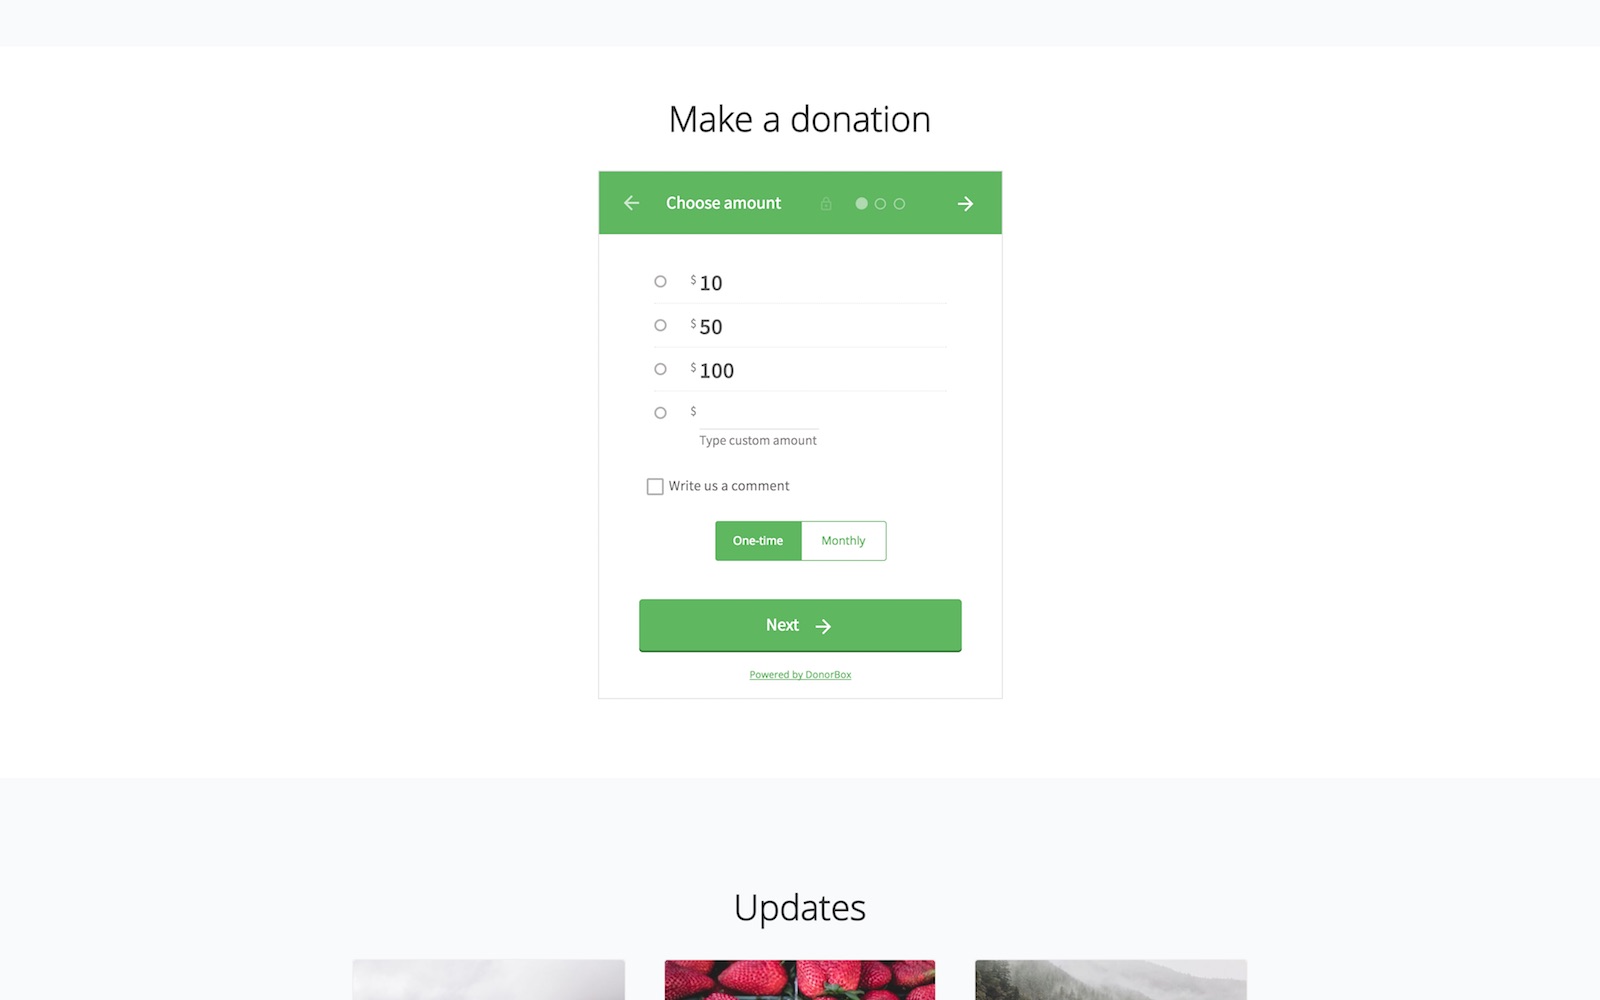 Make a donation
Choose amount
$ 10
$ 50
$ 100
$
Type custom amount
Write us a comment
One-time Monthly
Next
Powered by DonorBox
Updates